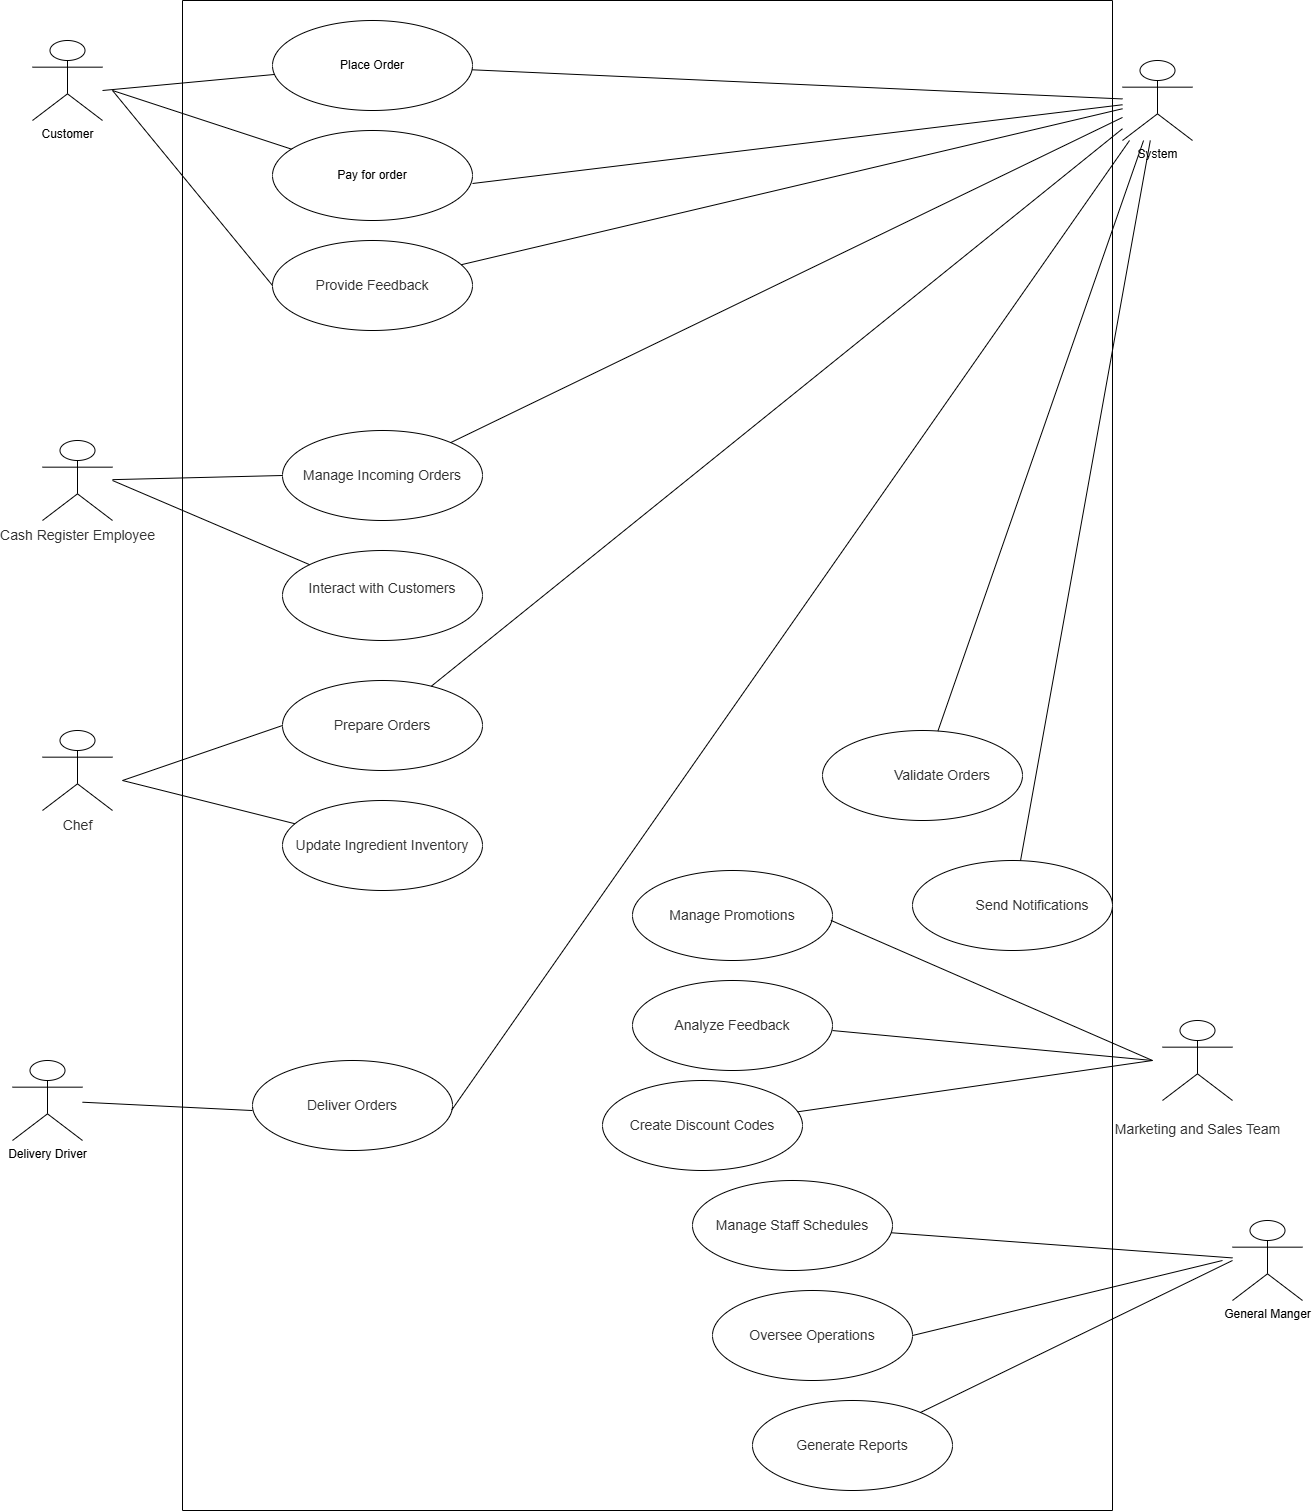 Place Order
Customer
System
Pay for order
Provide Feedback
Manage Incoming Orders
Cash Register Employee
Interact with Customers
Prepare Orders
Validate Orders
Chef
Update Ingredient Inventory
Send Notifications
Manage Promotions
Analyze Feedback
Deliver Orders
Create Discount Codes
Marketing and Sales Team
Delivery Driver
Manage Staff Schedules
General Manger
Oversee Operations
Generate Reports